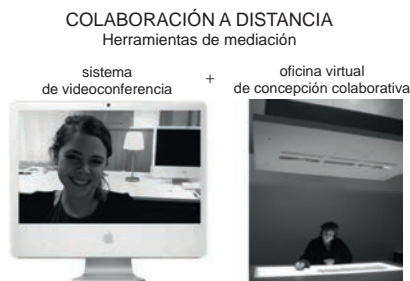 COLABORACIÓN A DISTANCIA
Herramientas de mediación
sistema
de videoconferencia
+
oficina virtual
de concepción colaborativa